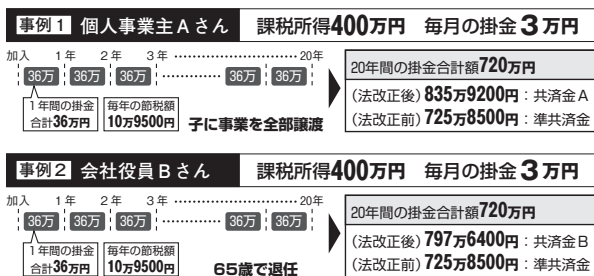 事例1 個人事業主Aさん 課税所得400万円 毎月の掛金3万円
加入 1年 2年 3年 …………………… 20年
36万 36万 36万 ………… 36万 36万
1年間の掛金
合計36万円
毎年の節税額
10万9500円
子に事業を全部譲渡
20年間の掛金合計額720万円
(法改正後)835万9200円：共済金A
(法改正前)725万8500円：準共済金
事例2 会社役員Bさん 課税所得400万円 毎月の掛金3万円
加入 1年 2年 3年 …………………… 20年
36万 36万 36万 ………… 36万 36万
1年間の掛金
合計36万円
毎年の節税額
10万9500円
65歳で退任
20年間の掛金合計額720万円
(法改正後)797万6400円：共済金B
(法改正前)725万8500円：準共済金